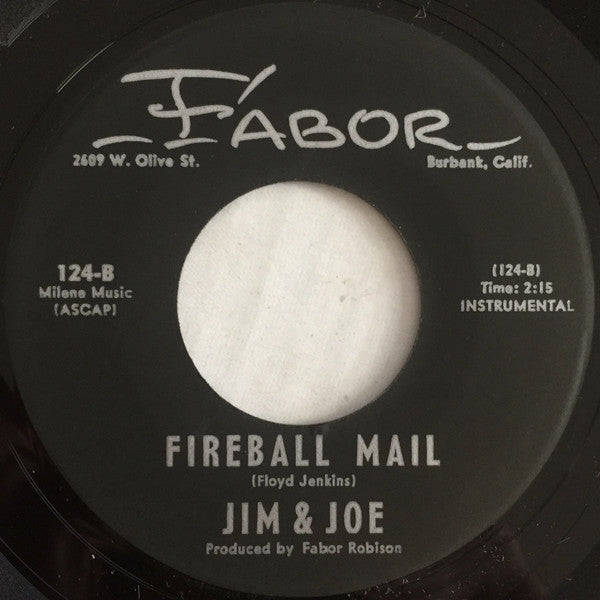 FABOR
2609 W. Olive St.
Burbank, Calif.
124-B
Milene Music
(ASCAP)
(124-B)
Time: 2:15
INSTRUMENTAL
FIREBALL MAIL
(Floyd Jenkins)
JIM & JOE
Produced by Fabor Robison